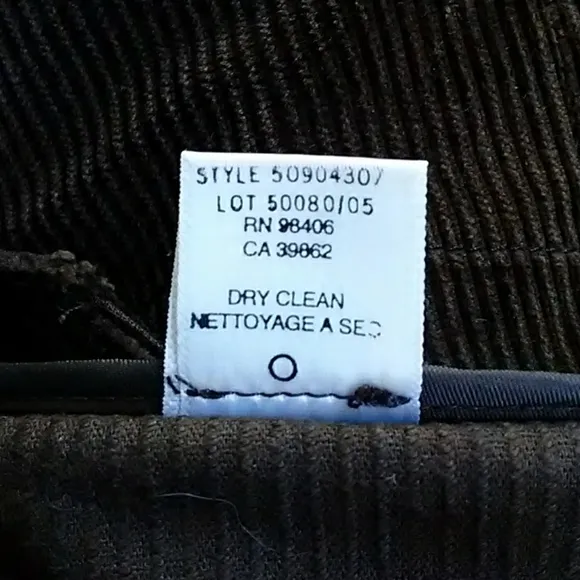 STYLE 50904307
LOT 50080/05
RN 98406
CA 39862
DRY CLEAN
NETTOYAGE A SEC